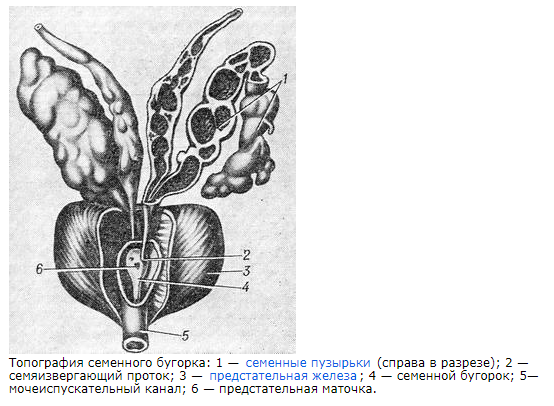 1
2
6
3
4
5
Топография семенного бугорка: 1 — семенные пузырьки (справа в разрезе); 2 —
семяизвергающий проток; 3 — предстательная железа; 4 — семенной бугорок; 5—
мочеиспускательный канал; 6 — предстательная маточка.